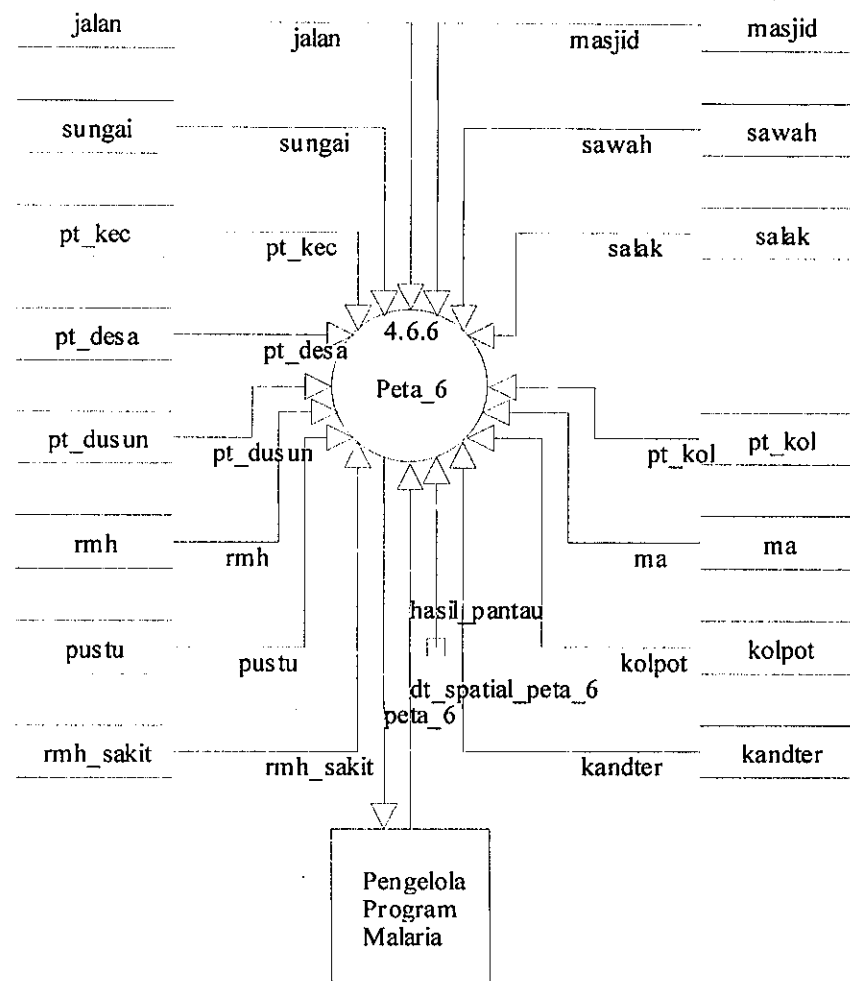 jalan jalan masjid masjid
sungai sungai sawah sawah
pt_kec pt_kec salak salak
4.6.6
pt_desa pt_desa
Peta_6
pt_dusun pt_dusun pt_kol pt_kol
rmh rmh ma ma
hasil_pantau
pustu pustu kolpot kolpot
dt_spatial_peta_6
peta_6
rmh_sakit rmh_sakit kandter kandter
Pengelola
Program
Malaria